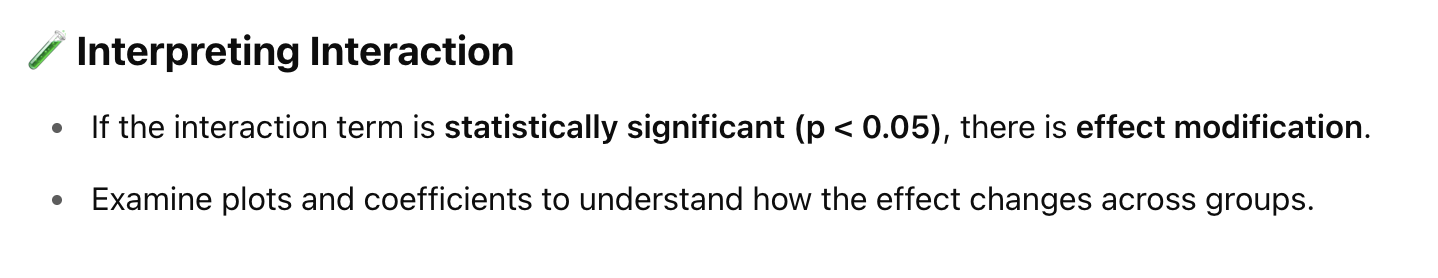 🧪 Interpreting Interaction
• If the interaction term is statistically significant (p < 0.05), there is effect modification.
• Examine plots and coefficients to understand how the effect changes across groups.